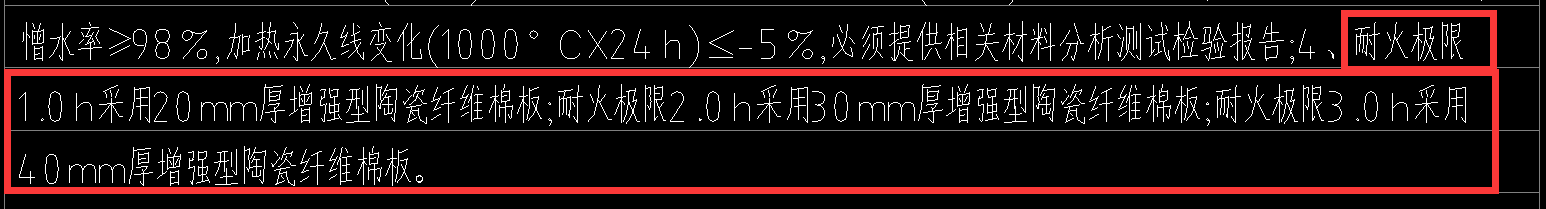 憎水率≥98%,加热永久线变化(1000°CX24h)≤-5%,必须提供相关材料分析测试检验报告;4、耐火极限
1.0h采用20mm厚增强型陶瓷纤维棉板;耐火极限2.0h采用30mm厚增强型陶瓷纤维棉板;耐火极限3.0h采用
40mm厚增强型陶瓷纤维棉板。